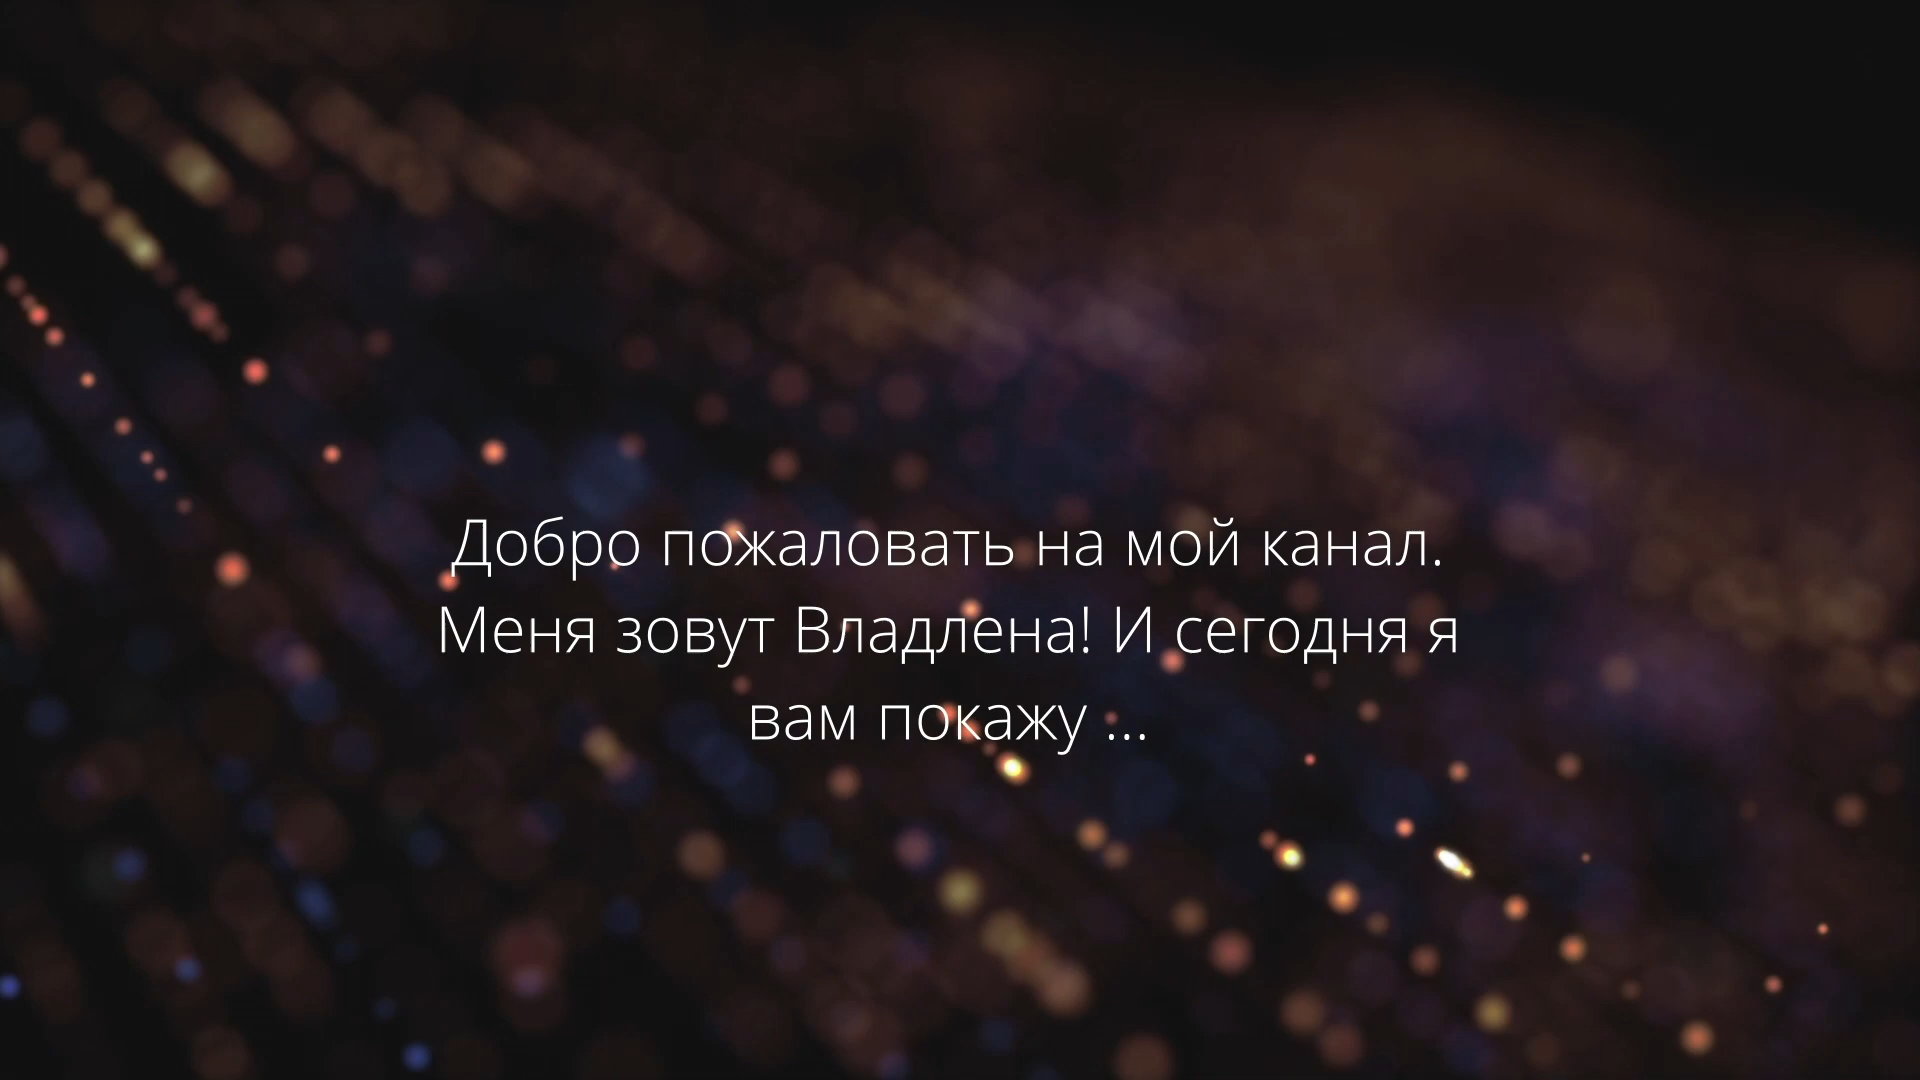 Добро пожаловать на мой канал.
Меня зовут Владлена! И сегодня я
вам покажу ...